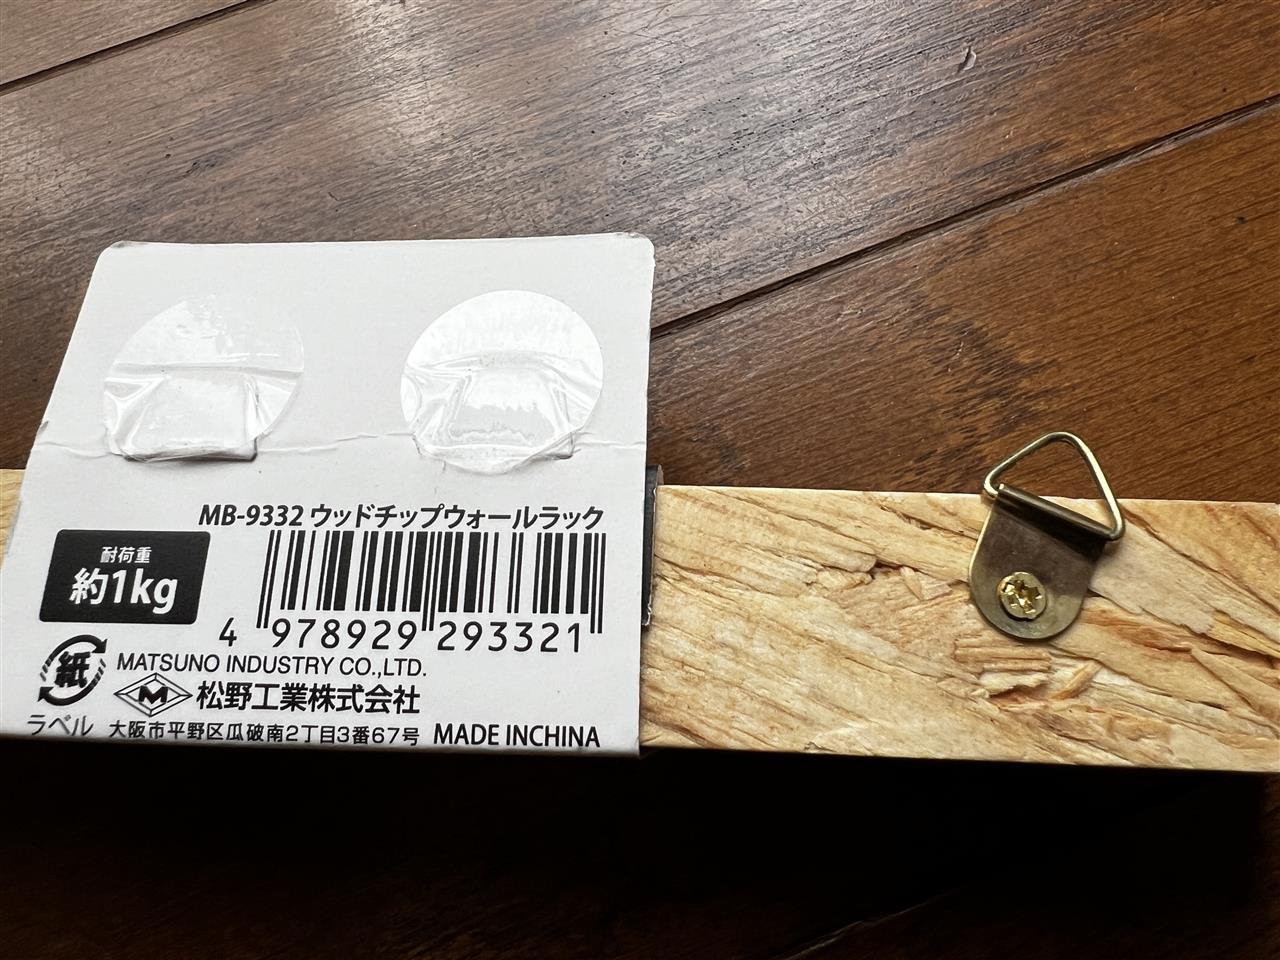 MB-9332 ウッドチップウォールラック
耐荷重
約1kg
4 978929 293321
紙
MATSUNO INDUSTRY CO.,LTD.
M 松野工業株式会社
ラベル 大阪市平野区瓜破南2丁目3番67号 MADE INCHINA